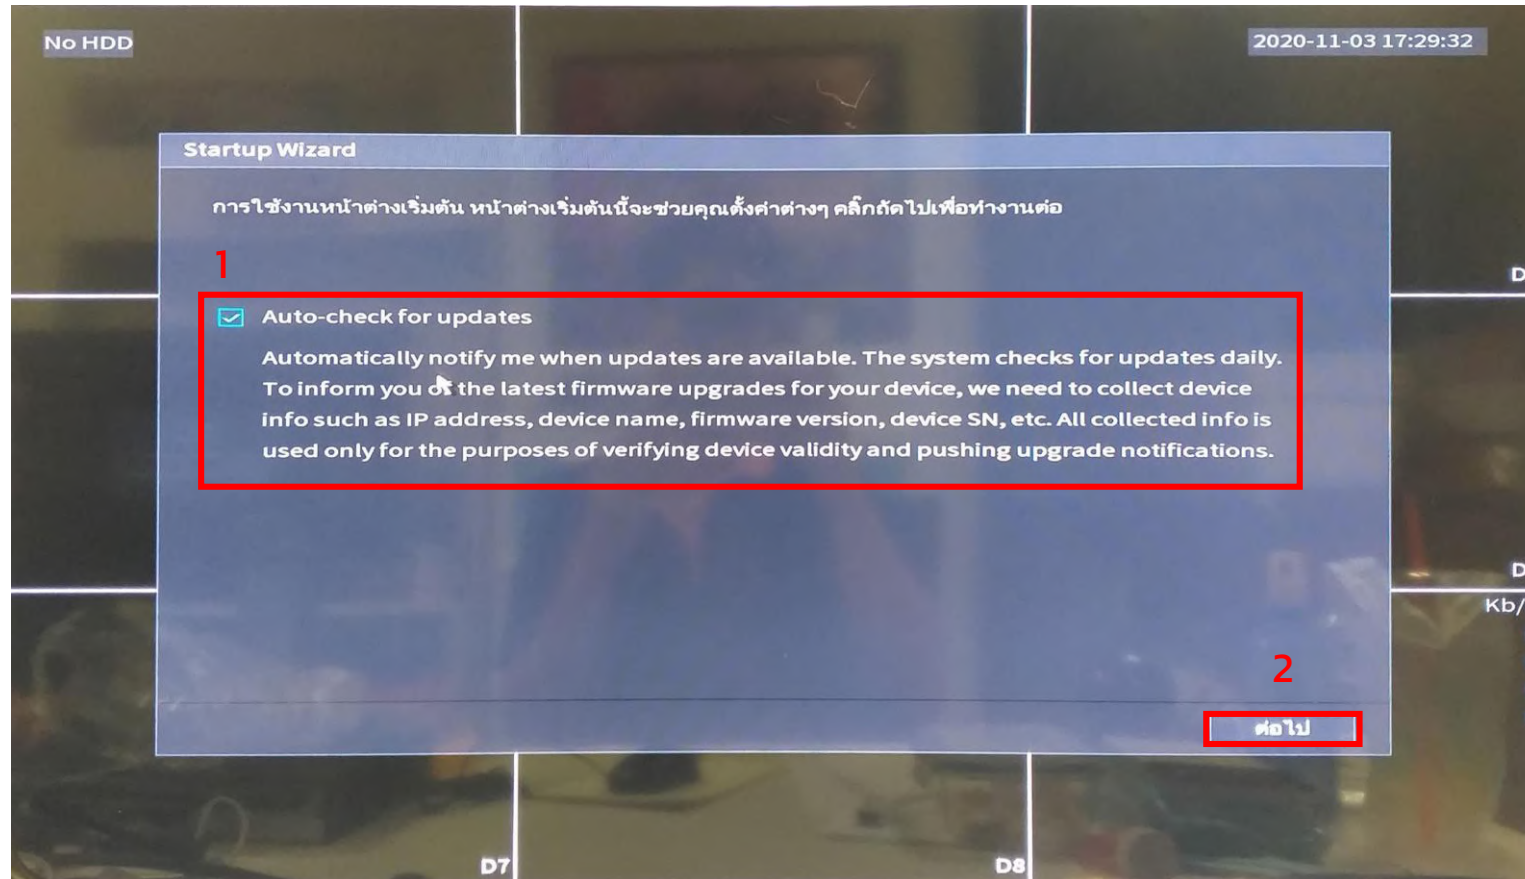 No HDD
2020-11-03 17:29:32
Startup Wizard
การใช้งานหน้าต่างเริ่มต้น หน้าต่างเริ่มต้นนี้จะช่วยคุณตั้งค่าต่างๆ คลิ๊กถัดไปเพื่อทำงานต่อ
1
D
Auto-check for updates
Automatically notify me when updates are available. The system checks for updates daily.
To inform you of the latest firmware upgrades for your device, we need to collect device
info such as IP address, device name, firmware version, device SN, etc. All collected info is
used only for the purposes of verifying device validity and pushing upgrade notifications.
D
Kb/
2
ต่อไป
D7
D8